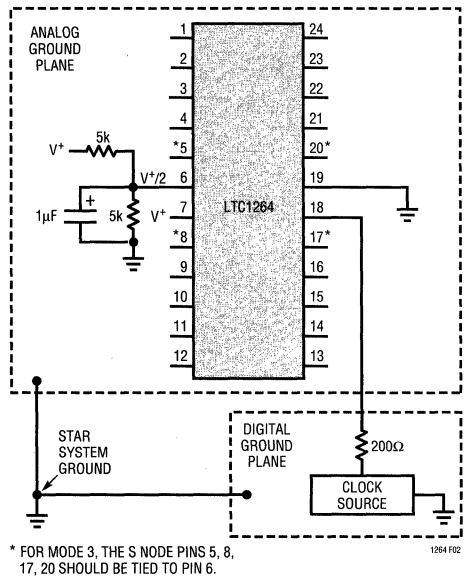 ANALOG
GROUND
PLANE
1
2
3
4
*5
6
7
*8
9
10
11
12
24
23
22
21
20*
19
18
17*
16
15
14
13
LTC1264
V+
5k
V+/2
+
1µF
5k
V+
STAR
SYSTEM
GROUND
DIGITAL
GROUND
PLANE
200Ω
CLOCK
SOURCE
1264 F02
* FOR MODE 3, THE S NODE PINS 5, 8,
17, 20 SHOULD BE TIED TO PIN 6.